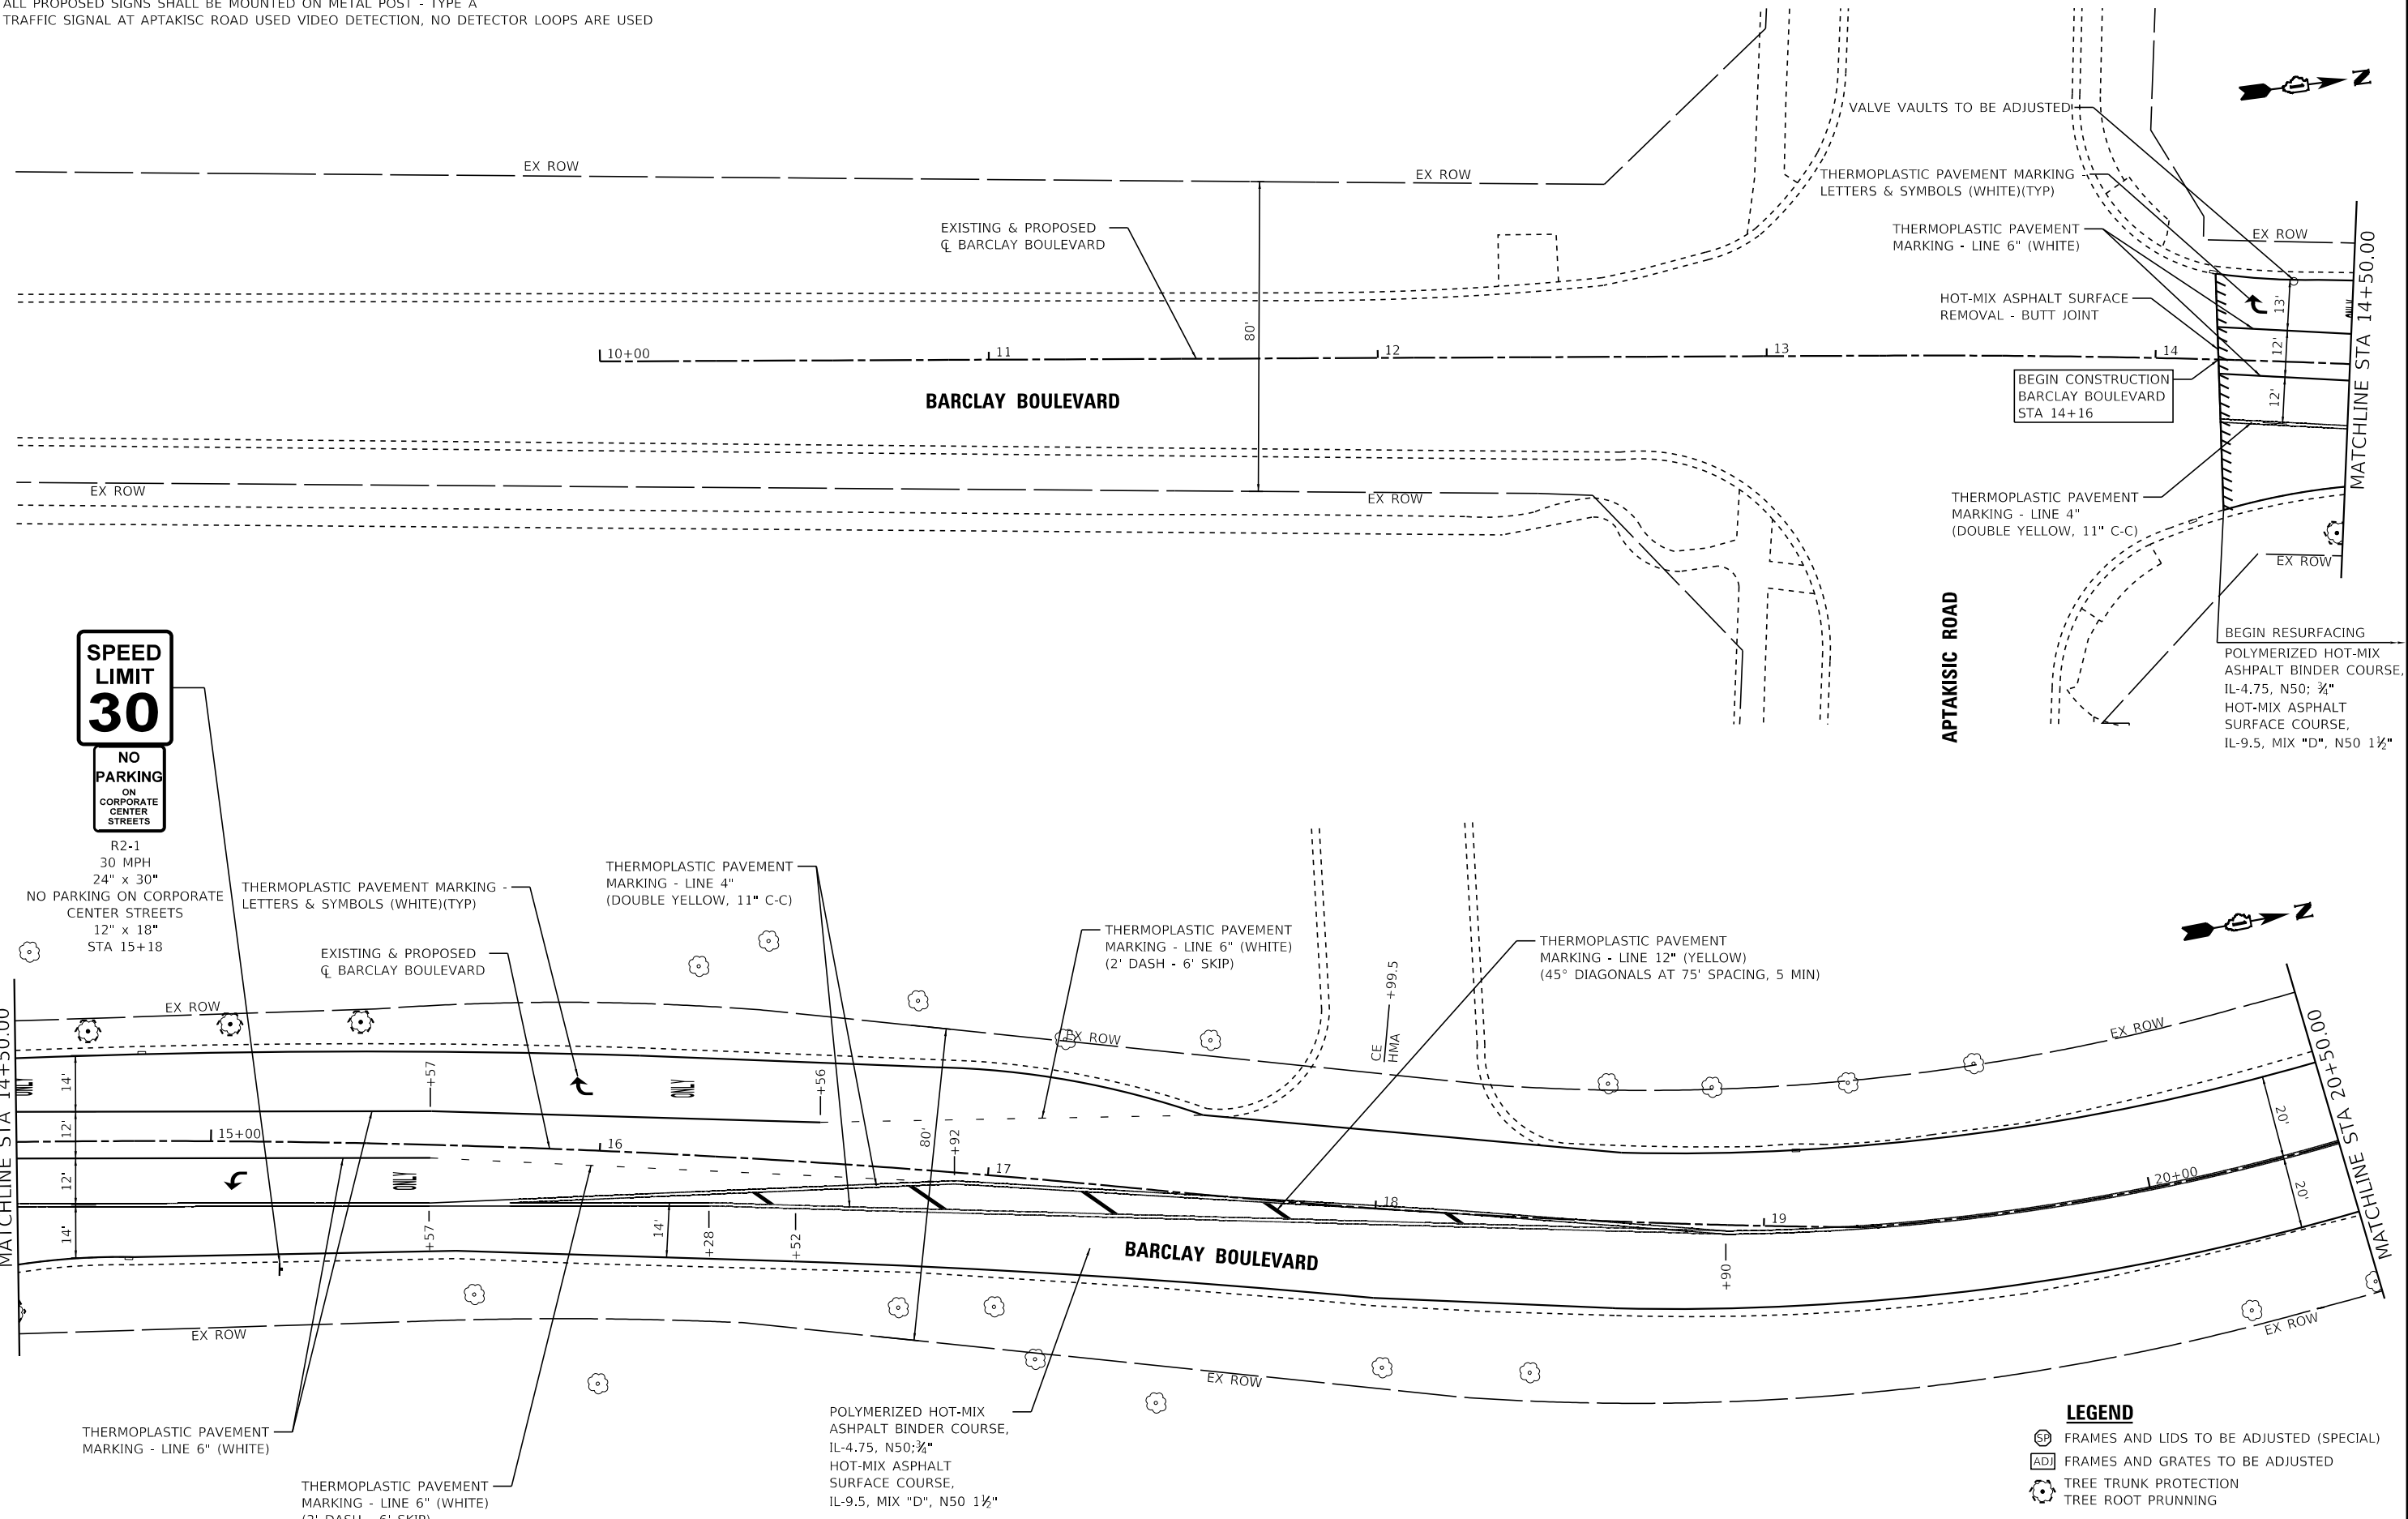 ALL PROPOSED SIGNS SHALL BE MOUNTED ON METAL POST - TYPE A
TRAFFIC SIGNAL AT APTAKISC ROAD USED VIDEO DETECTION, NO DETECTOR LOOPS ARE USED
N
VALVE VAULTS TO BE ADJUSTED
EX ROW
EX ROW
THERMOPLASTIC PAVEMENT MARKING -
LETTERS & SYMBOLS (WHITE)(TYP)
EXISTING & PROPOSED
℄ BARCLAY BOULEVARD
THERMOPLASTIC PAVEMENT
MARKING - LINE 6" (WHITE)
EX ROW
HOT-MIX ASPHALT SURFACE
REMOVAL - BUTT JOINT
13'
12'
12'
ONLY
MATCHLINE STA 14+50.00
80'
10+00
11
12
13
14
BARCLAY BOULEVARD
BEGIN CONSTRUCTION
BARCLAY BOULEVARD
STA 14+16
EX ROW
EX ROW
THERMOPLASTIC PAVEMENT
MARKING - LINE 4"
(DOUBLE YELLOW, 11" C-C)
EX ROW
APTAKISIC ROAD
BEGIN RESURFACING
POLYMERIZED HOT-MIX
ASHPALT BINDER COURSE,
IL-4.75, N50; ¾"
HOT-MIX ASPHALT
SURFACE COURSE,
IL-9.5, MIX "D", N50 1½"
SPEED
LIMIT
30
NO
PARKING
ON
CORPORATE
CENTER
STREETS
R2-1
30 MPH
24" x 30"
NO PARKING ON CORPORATE
CENTER STREETS
12" x 18"
STA 15+18
THERMOPLASTIC PAVEMENT MARKING -
LETTERS & SYMBOLS (WHITE)(TYP)
THERMOPLASTIC PAVEMENT
MARKING - LINE 4"
(DOUBLE YELLOW, 11" C-C)
EXISTING & PROPOSED
℄ BARCLAY BOULEVARD
THERMOPLASTIC PAVEMENT
MARKING - LINE 6" (WHITE)
(2' DASH - 6' SKIP)
THERMOPLASTIC PAVEMENT
MARKING - LINE 12" (YELLOW)
(45° DIAGONALS AT 75' SPACING, 5 MIN)
CE +99.5
HMA
N
EX ROW
EX ROW
EX ROW
MATCHLINE STA 14+50.00
MATCHLINE STA 20+50.00
ONLY
14'
12'
12'
14'
+57
ONLY
+56
80'
+92
15+00
16
17
18
19
20+00
20'
20'
ONLY
+57
14'
+28
+52
+90
BARCLAY BOULEVARD
EX ROW
EX ROW
EX ROW
THERMOPLASTIC PAVEMENT
MARKING - LINE 6" (WHITE)
THERMOPLASTIC PAVEMENT
MARKING - LINE 6" (WHITE)
(2' DASH - 6' SKIP)
POLYMERIZED HOT-MIX
ASHPALT BINDER COURSE,
IL-4.75, N50;¾"
HOT-MIX ASPHALT
SURFACE COURSE,
IL-9.5, MIX "D", N50 1½"
LEGEND
SP FRAMES AND LIDS TO BE ADJUSTED (SPECIAL)
ADJ FRAMES AND GRATES TO BE ADJUSTED
TREE TRUNK PROTECTION
TREE ROOT PRUNNING